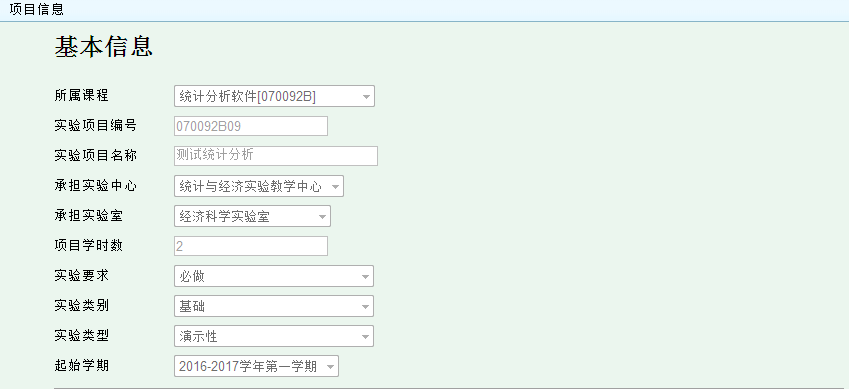 项目信息
基本信息
所属课程 统计分析软件[070092B]
实验项目编号 070092B09
实验项目名称 测试统计分析
承担实验中心 统计与经济实验教学中心
承担实验室 经济科学实验室
项目学时数 2
实验要求 必做
实验类别 基础
实验类型 演示性
起始学期 2016-2017学年第一学期